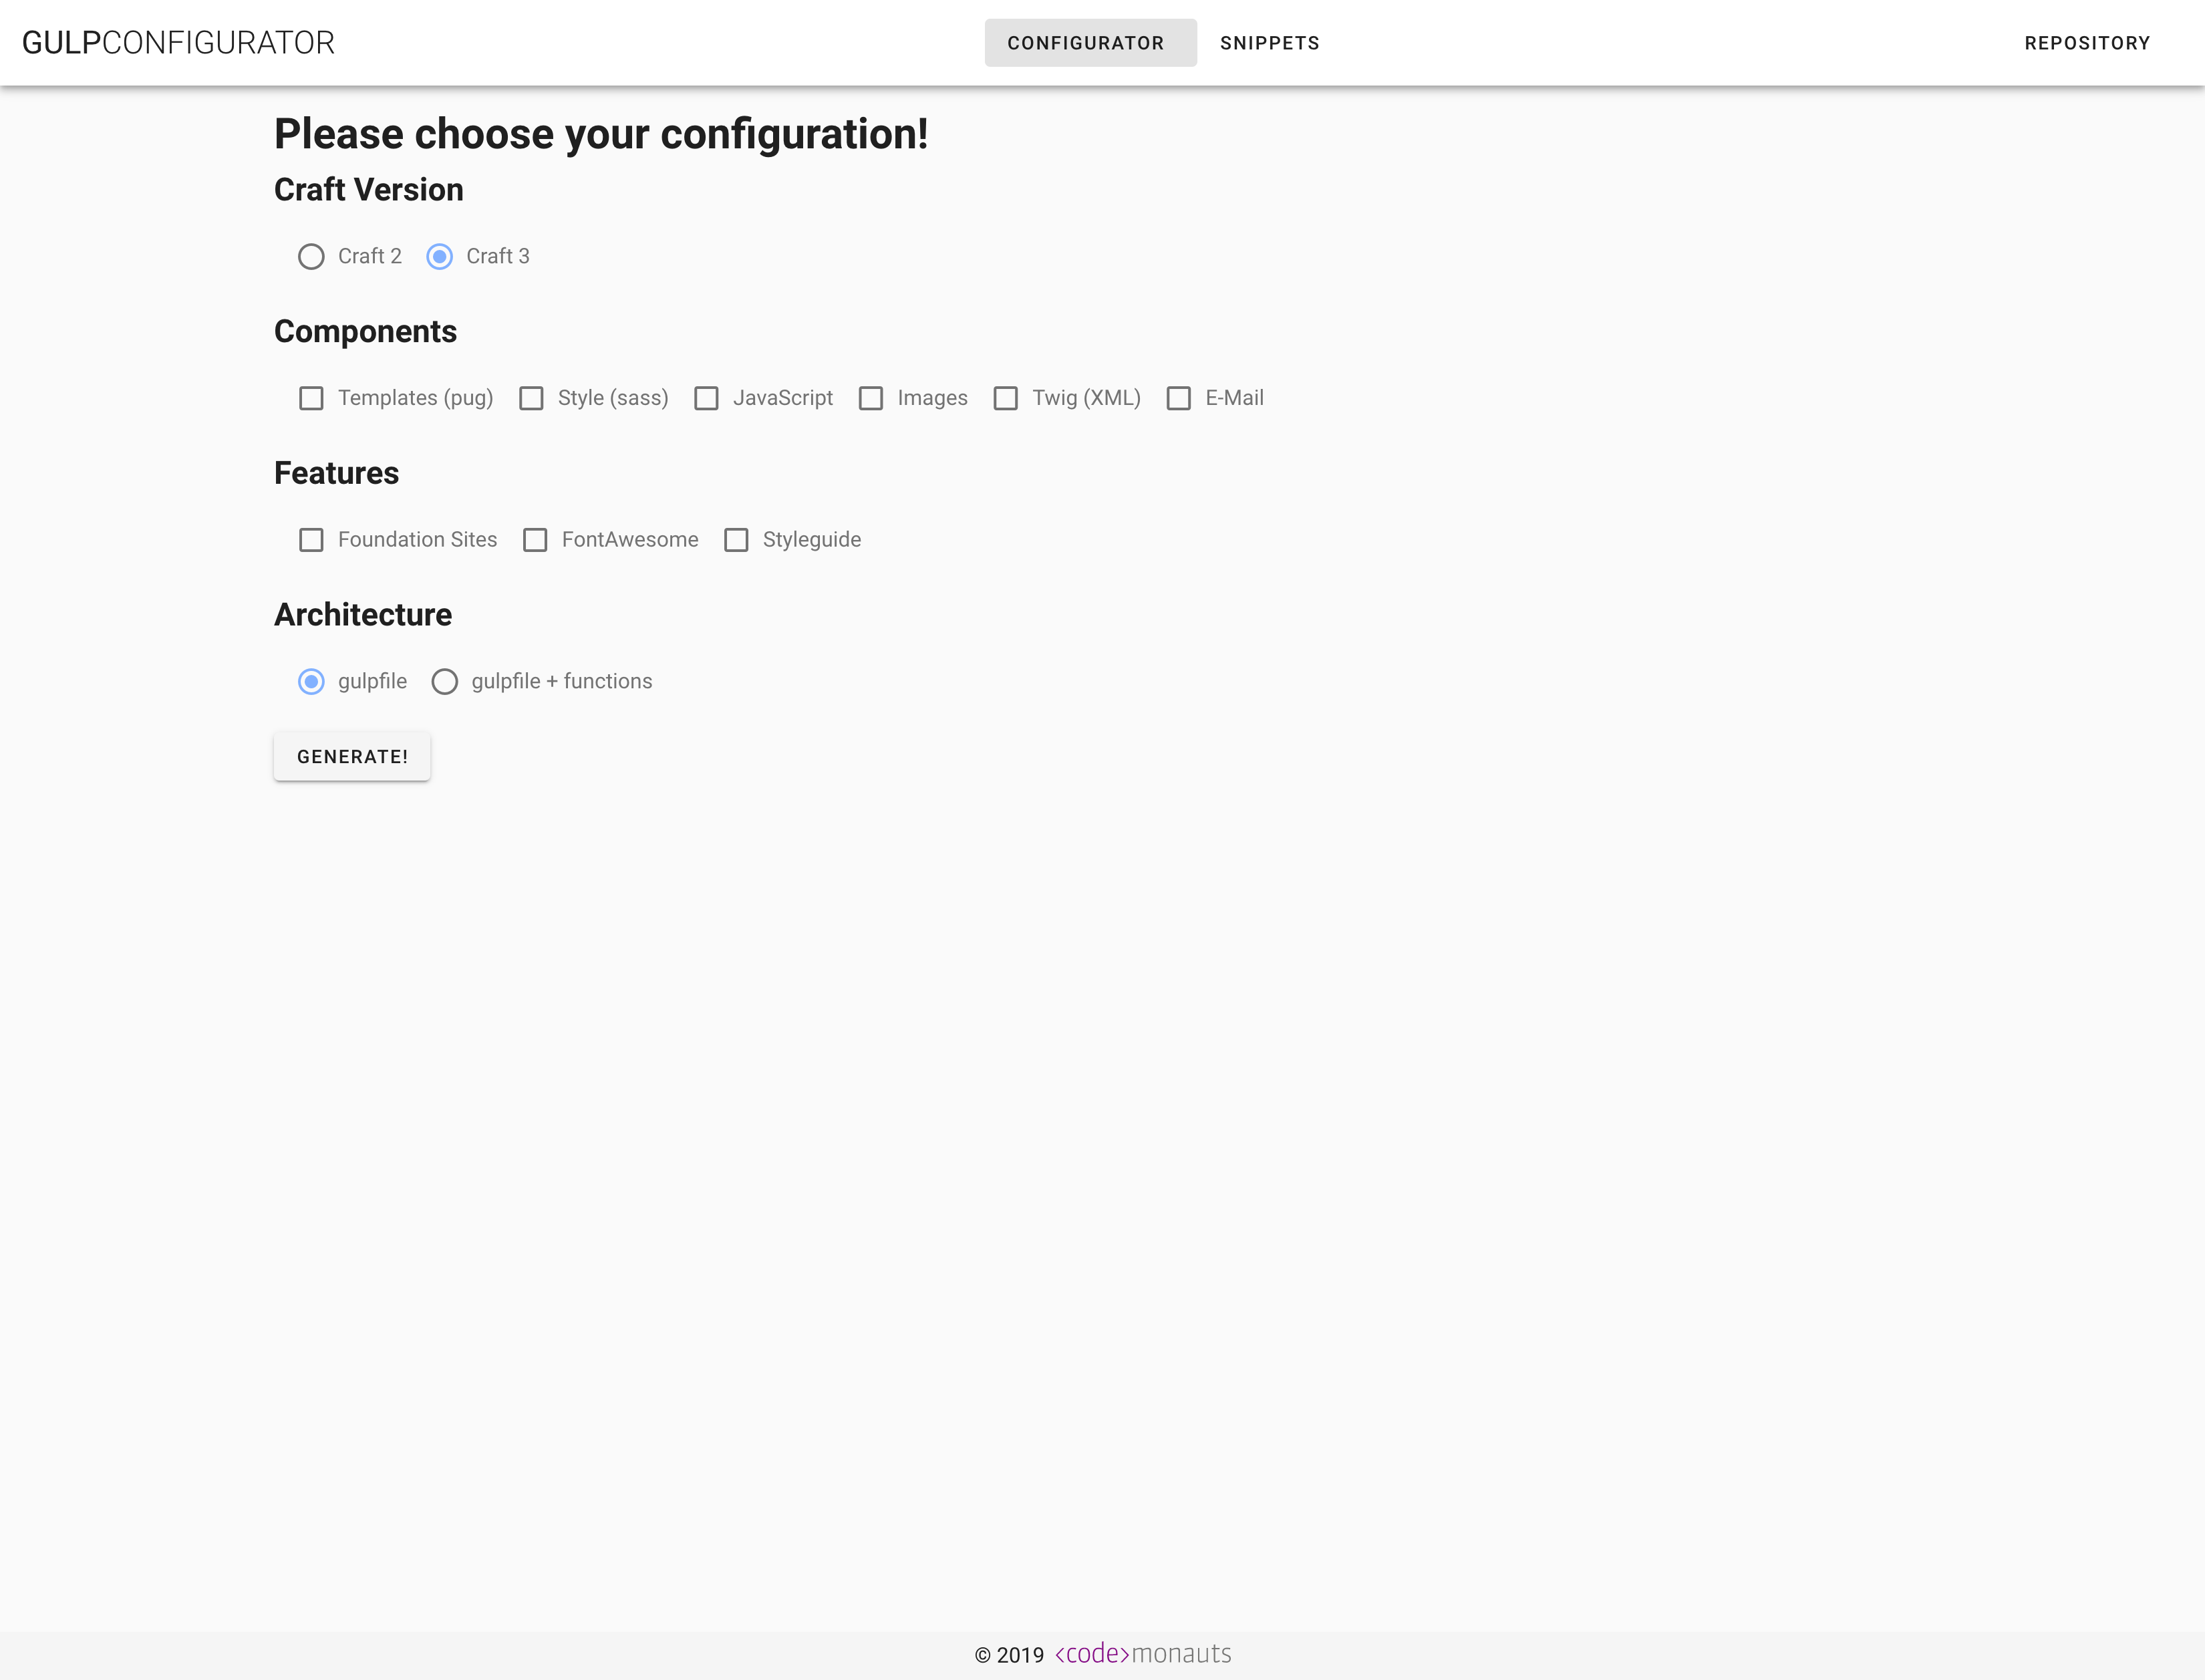 GULPCONFIGURATOR CONFIGURATOR SNIPPETS REPOSITORY
Please choose your configuration!
Craft Version
Craft 2 Craft 3
Components
Templates (pug) Style (sass) JavaScript Images Twig (XML) E-Mail
Features
Foundation Sites FontAwesome Styleguide
Architecture
gulpfile gulpfile + functions
GENERATE!
© 2019 <code>monauts